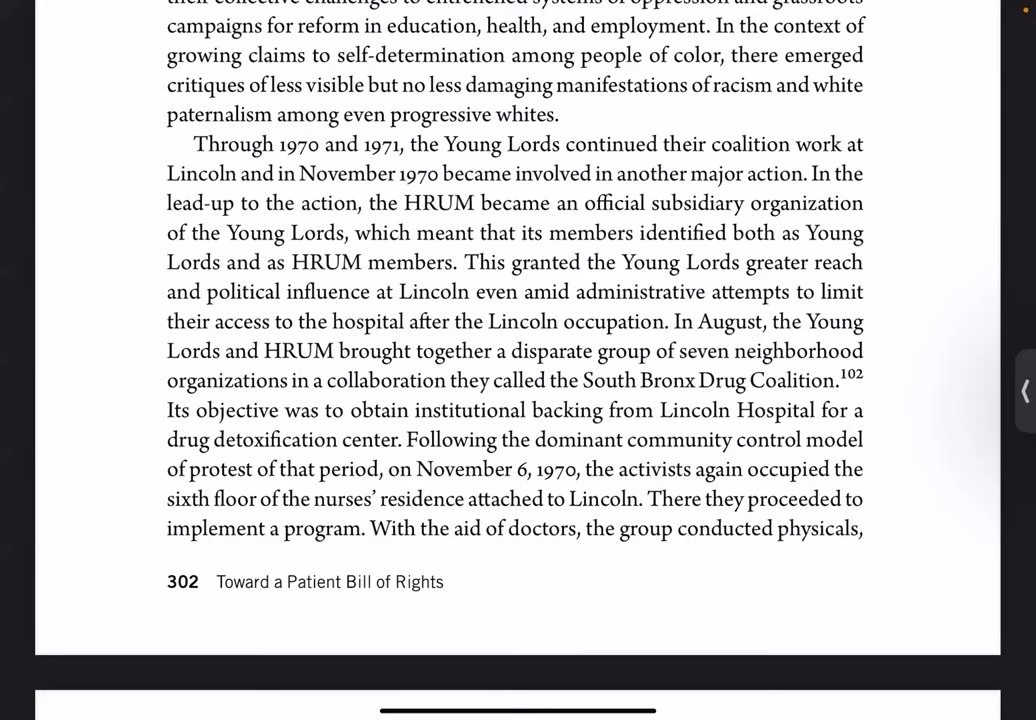 their collective challenges to entrenched systems of oppression and grassroots
campaigns for reform in education, health, and employment. In the context of
growing claims to self-determination among people of color, there emerged
critiques of less visible but no less damaging manifestations of racism and white
paternalism among even progressive whites.
Through 1970 and 1971, the Young Lords continued their coalition work at
Lincoln and in November 1970 became involved in another major action. In the
lead-up to the action, the HRUM became an official subsidiary organization
of the Young Lords, which meant that its members identified both as Young
Lords and as HRUM members. This granted the Young Lords greater reach
and political influence at Lincoln even amid administrative attempts to limit
their access to the hospital after the Lincoln occupation. In August, the Young
Lords and HRUM brought together a disparate group of seven neighborhood
organizations in a collaboration they called the South Bronx Drug Coalition.102
Its objective was to obtain institutional backing from Lincoln Hospital for a
drug detoxification center. Following the dominant community control model
of protest of that period, on November 6, 1970, the activists again occupied the
sixth floor of the nurses’ residence attached to Lincoln. There they proceeded to
implement a program. With the aid of doctors, the group conducted physicals,
302 Toward a Patient Bill of Rights